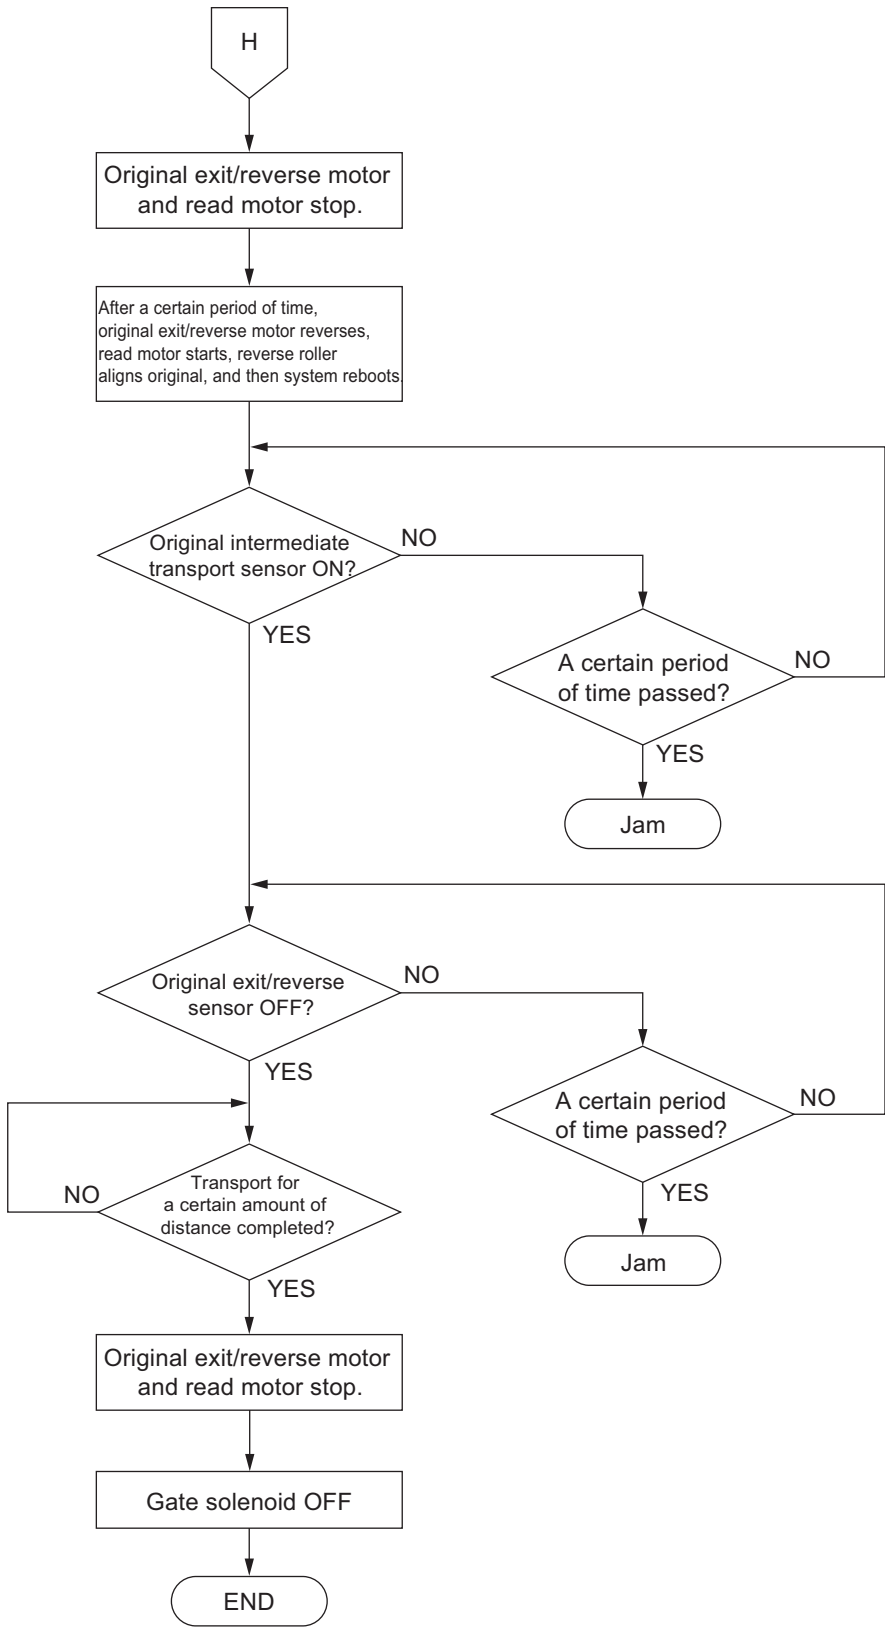 H
Original exit/reverse motor
and read motor stop.
After a certain period of time,
original exit/reverse motor reverses,
read motor starts, reverse roller
aligns original, and then system reboots.
Original intermediate
transport sensor ON?
NO
YES
A certain period
of time passed?
NO
YES
Jam
Original exit/reverse
sensor OFF?
NO
YES
A certain period
of time passed?
NO
YES
Jam
Transport for
a certain amount of
distance completed?
NO
YES
Original exit/reverse motor
and read motor stop.
Gate solenoid OFF
END